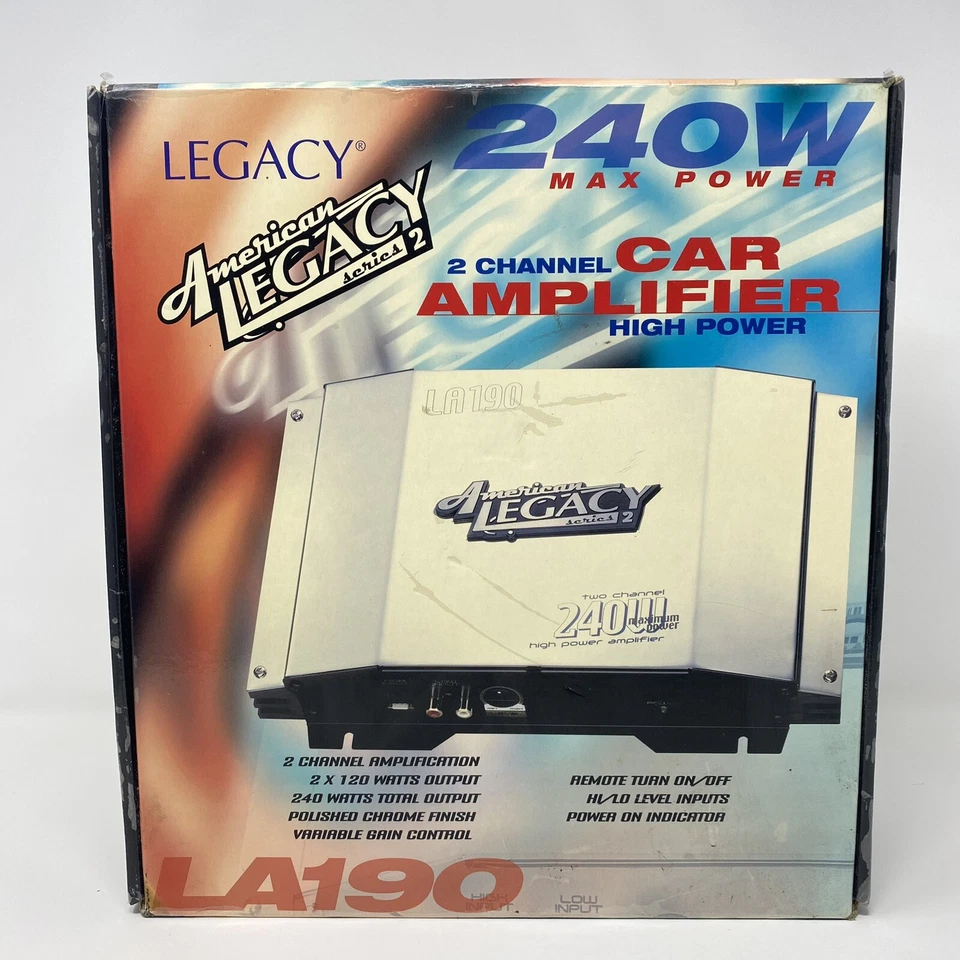 LEGACY®
240W
MAX POWER
American
LEGACY
series 2
2 CHANNEL CAR
AMPLIFIER
HIGH POWER
LA190
American
LEGACY
series 2
two channel
240W maximum power
high power amplifier
2 CHANNEL AMPLIFICATION
2 X 120 WATTS OUTPUT
240 WATTS TOTAL OUTPUT
POLISHED CHROME FINISH
VARIABLE GAIN CONTROL
REMOTE TURN ON/OFF
HI/LO LEVEL INPUTS
POWER ON INDICATOR
LA190
HIGH INPUT
LOW INPUT